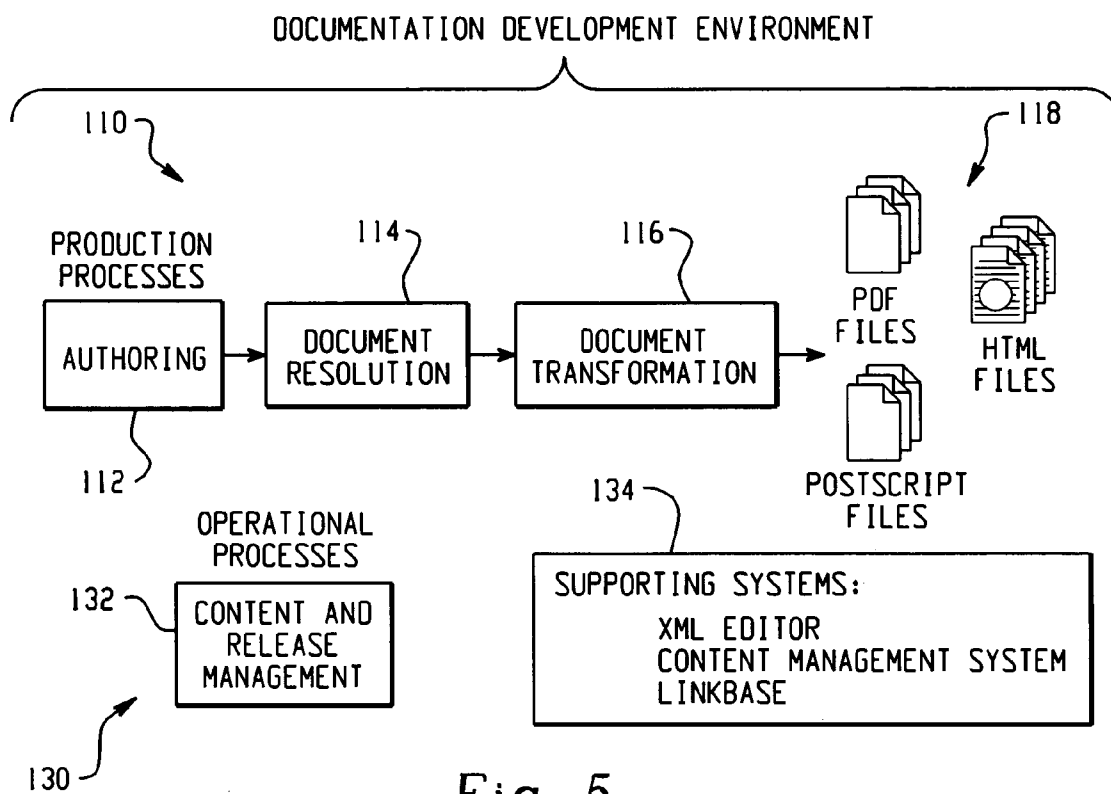 DOCUMENTATION DEVELOPMENT ENVIRONMENT
110
118
PRODUCTION
PROCESSES
114
116
AUTHORING
DOCUMENT
RESOLUTION
DOCUMENT
TRANSFORMATION
PDF
FILES
HTML
FILES
POSTSCRIPT
FILES
112
OPERATIONAL
PROCESSES
132
CONTENT AND
RELEASE
MANAGEMENT
130
134
SUPPORTING SYSTEMS:
XML EDITOR
CONTENT MANAGEMENT SYSTEM
LINKBASE
Fig. 5